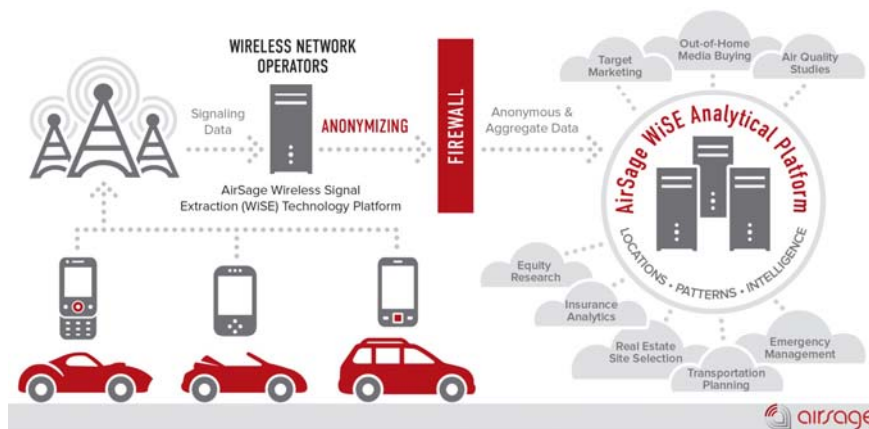 WIRELESS NETWORK
OPERATORS
Signaling
Data
ANONYMIZING
FIREWALL
Anonymous &
Aggregate Data
AirSage Wireless Signal
Extraction (WiSE) Technology Platform
Target
Marketing
Out-of-Home
Media Buying
Air Quality
Studies
AirSage WiSE Analytical Platform
LOCATIONS • PATTERNS • INTELLIGENCE
Equity
Research
Insurance
Analytics
Real Estate
Site Selection
Transportation
Planning
Emergency
Management
airsage